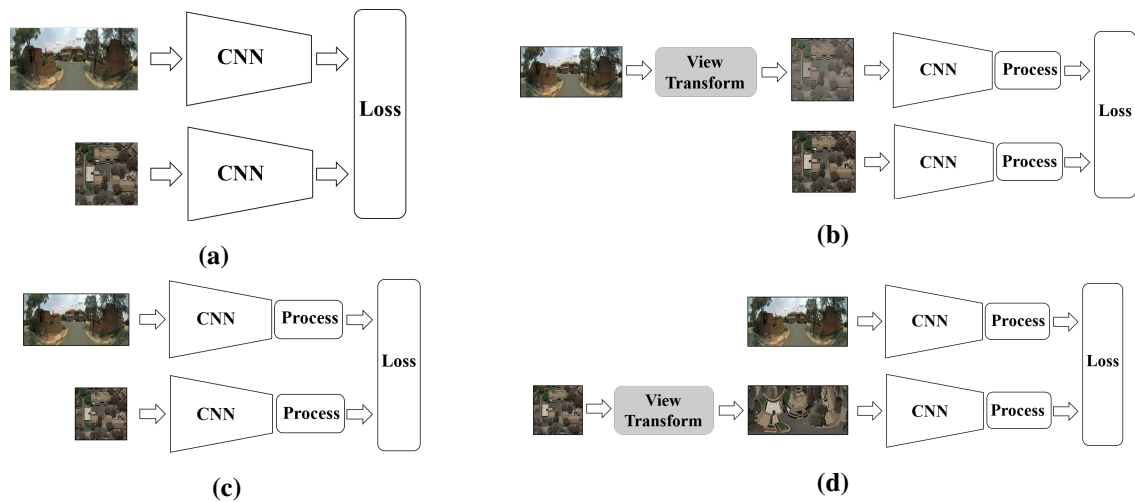 CNN
CNN
Loss
(a)
View
Transform
CNN
Process
CNN
Process
Loss
(b)
CNN
Process
CNN
Process
Loss
(c)
CNN
Process
View
Transform
CNN
Process
Loss
(d)